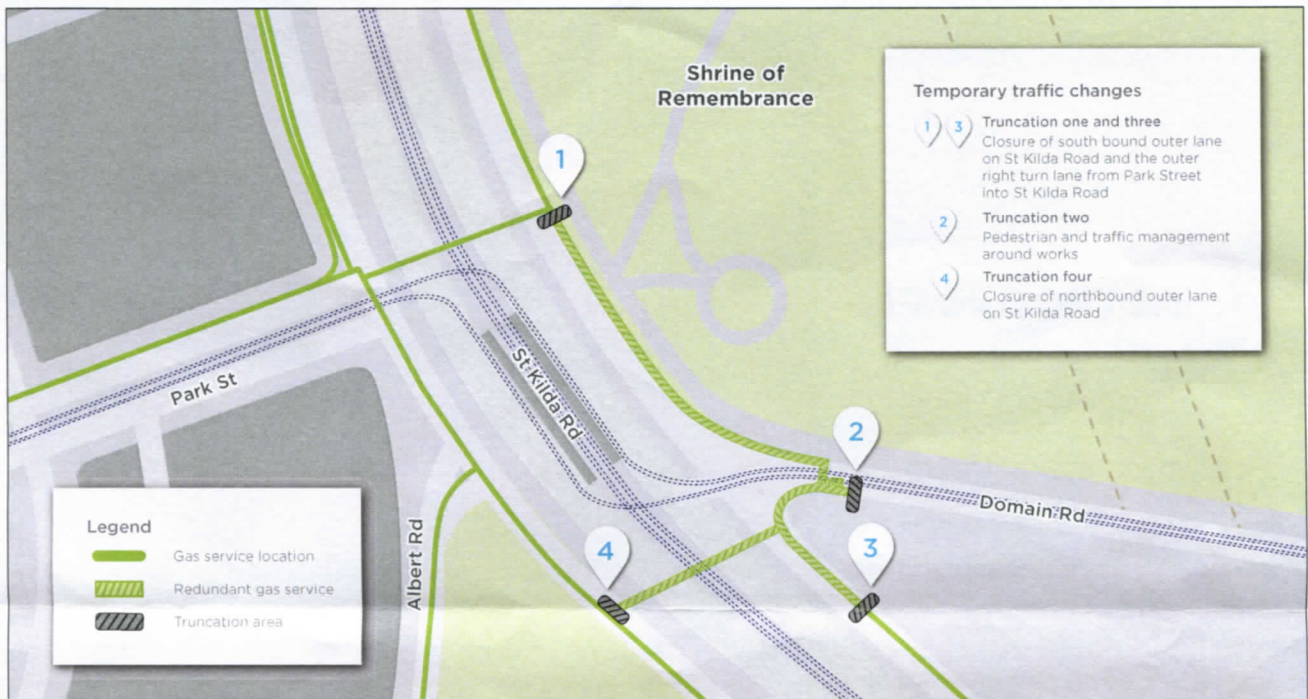 Shrine of
Remembrance
Temporary traffic changes
1 3 Truncation one and three
Closure of south bound outer lane
on St Kilda Road and the outer
right turn lane from Park Street
into St Kilda Road
2 Truncation two
Pedestrian and traffic management
around works
4 Truncation four
Closure of northbound outer lane
on St Kilda Road
1
Park St
St Kilda Rd
2
Domain Rd
Albert Rd
4
3
Legend
Gas service location
Redundant gas service
Truncation area